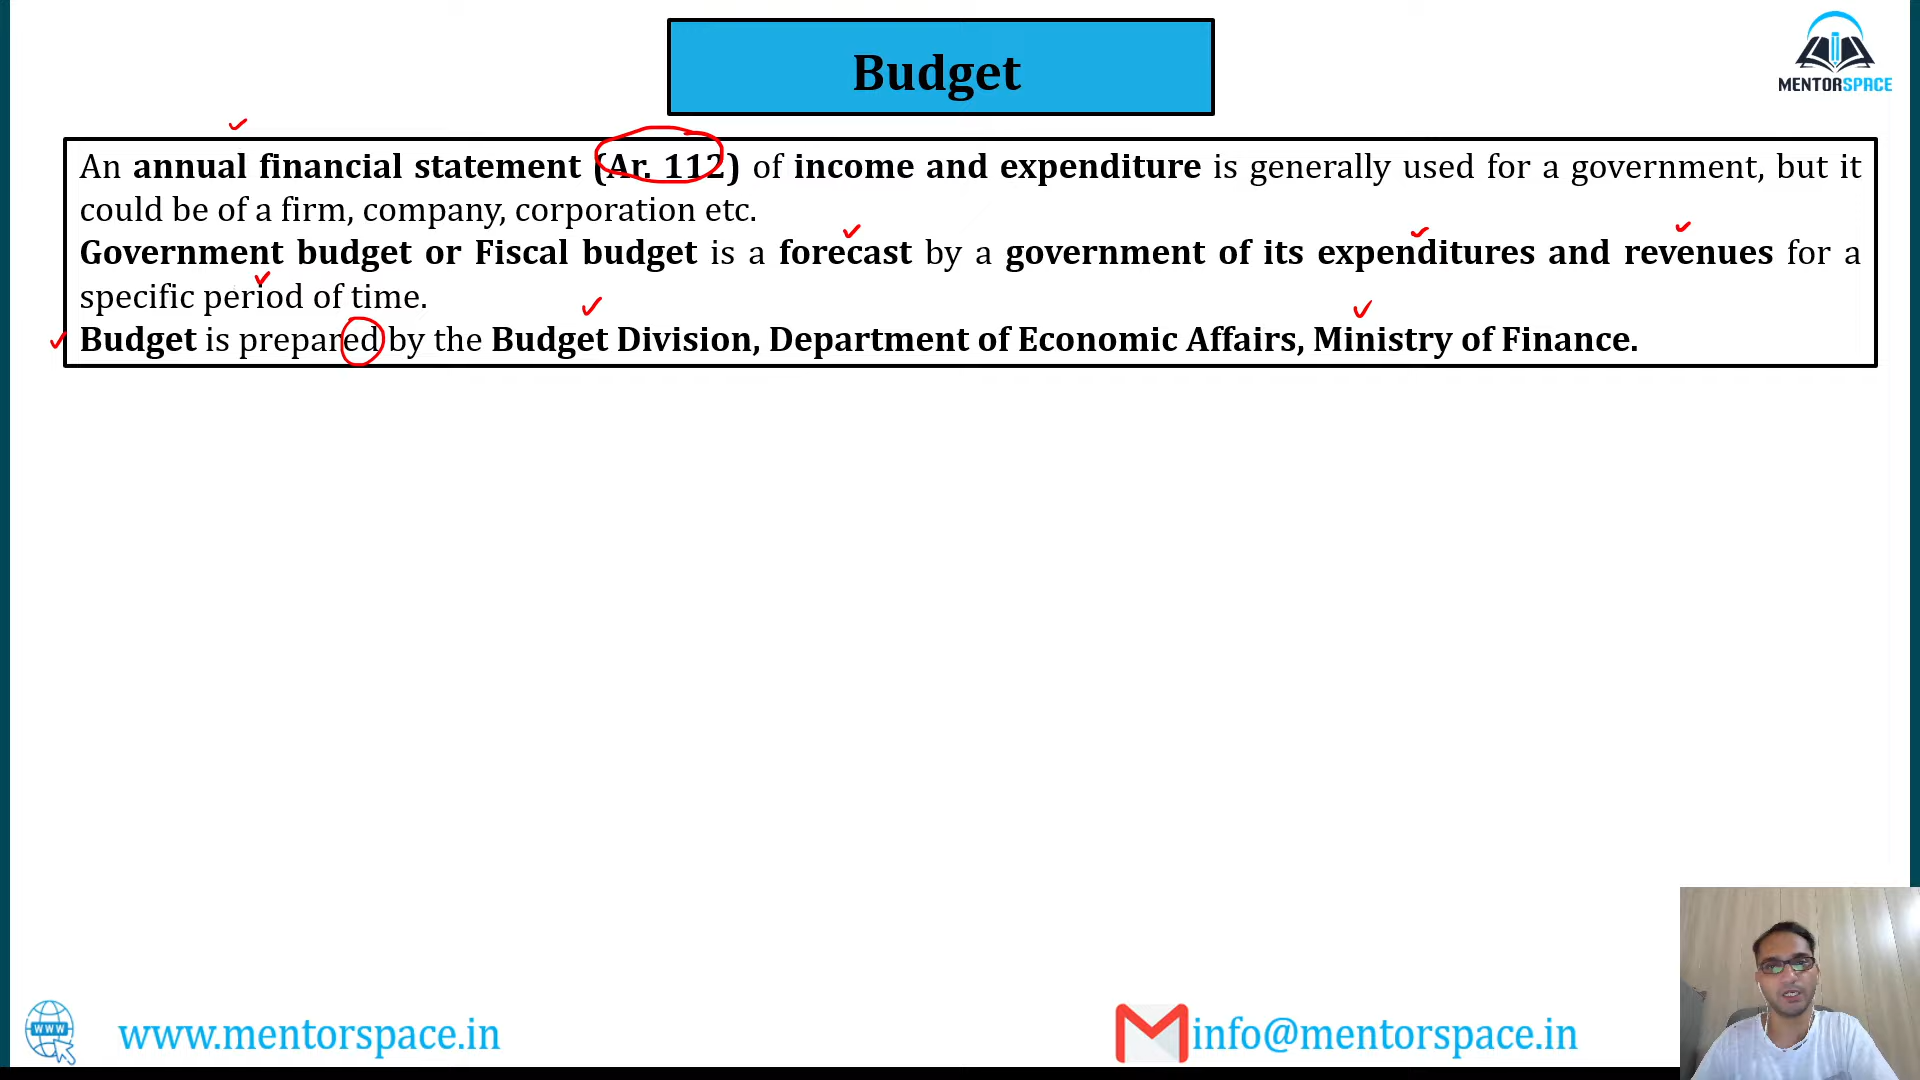 Budget
MENTORSPACE
An annual financial statement (Ar. 112) of income and expenditure is generally used for a government, but it
could be of a firm, company, corporation etc.
Government budget or Fiscal budget is a forecast by a government of its expenditures and revenues for a
specific period of time.
Budget is prepared by the Budget Division, Department of Economic Affairs, Ministry of Finance.
WWW
www.mentorspace.in
info@mentorspace.in